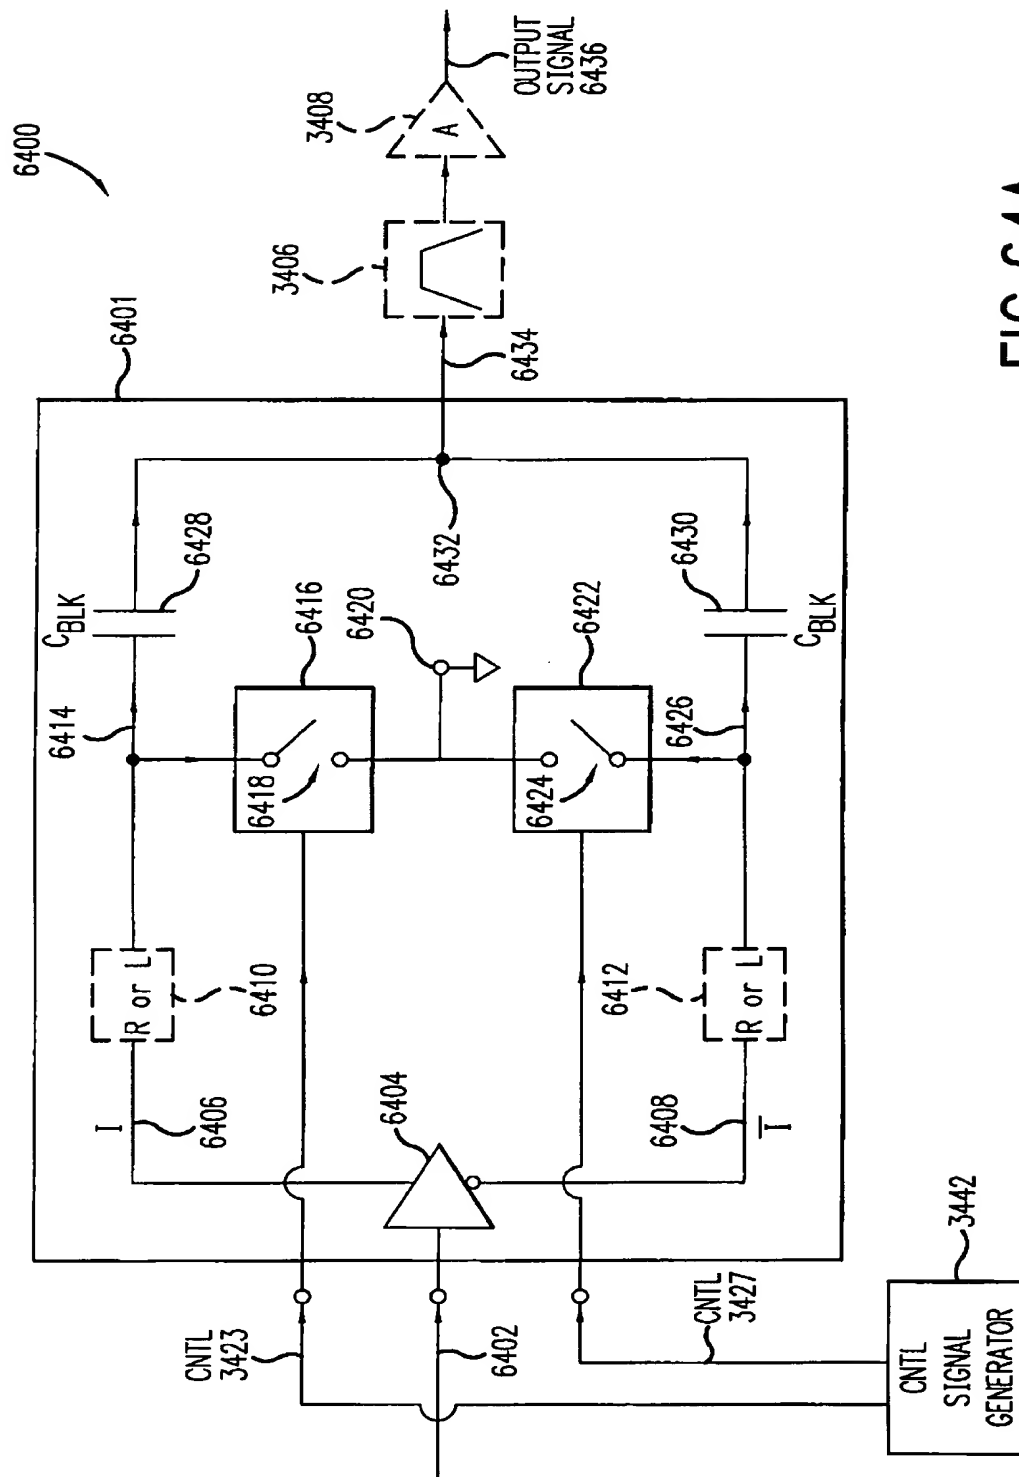 6400
6401
3406
3408
A
OUTPUT
SIGNAL
6436
6434
C_BLK
6428
6414
6416
6418
6420
6432
6422
6424
6426
6430
C_BLK
R or L
6410
R or L
6412
I
6406
6404
6408
I̅
CNTL
3423
6402
CNTL
3427
3442
CNTL
SIGNAL
GENERATOR